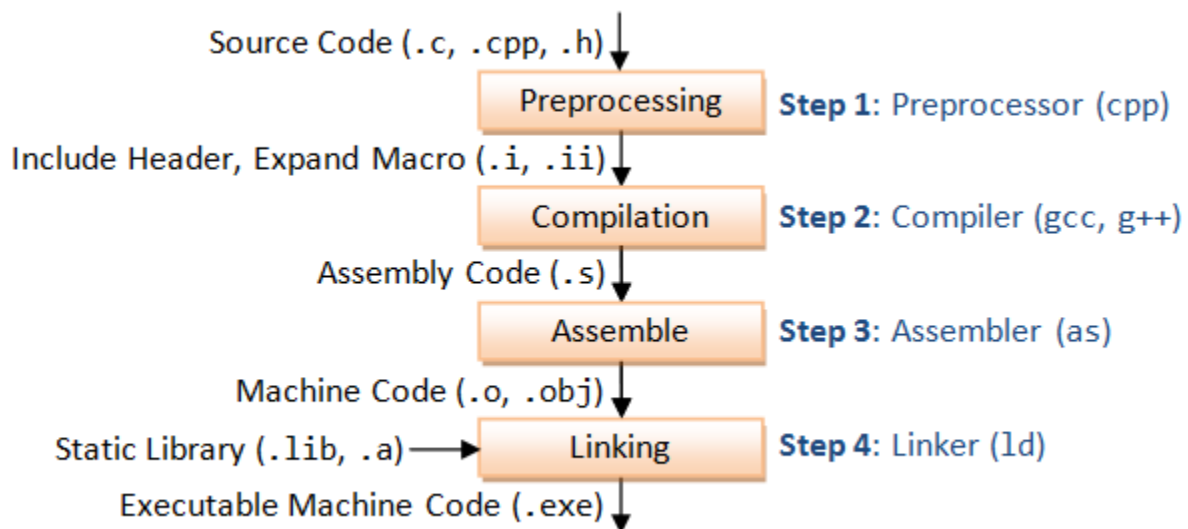 Source Code (.c, .cpp, .h)
Preprocessing
Step 1: Preprocessor (cpp)
Include Header, Expand Macro (.i, .ii)
Compilation
Step 2: Compiler (gcc, g++)
Assembly Code (.s)
Assemble
Step 3: Assembler (as)
Machine Code (.o, .obj)
Static Library (.lib, .a)
Linking
Step 4: Linker (ld)
Executable Machine Code (.exe)